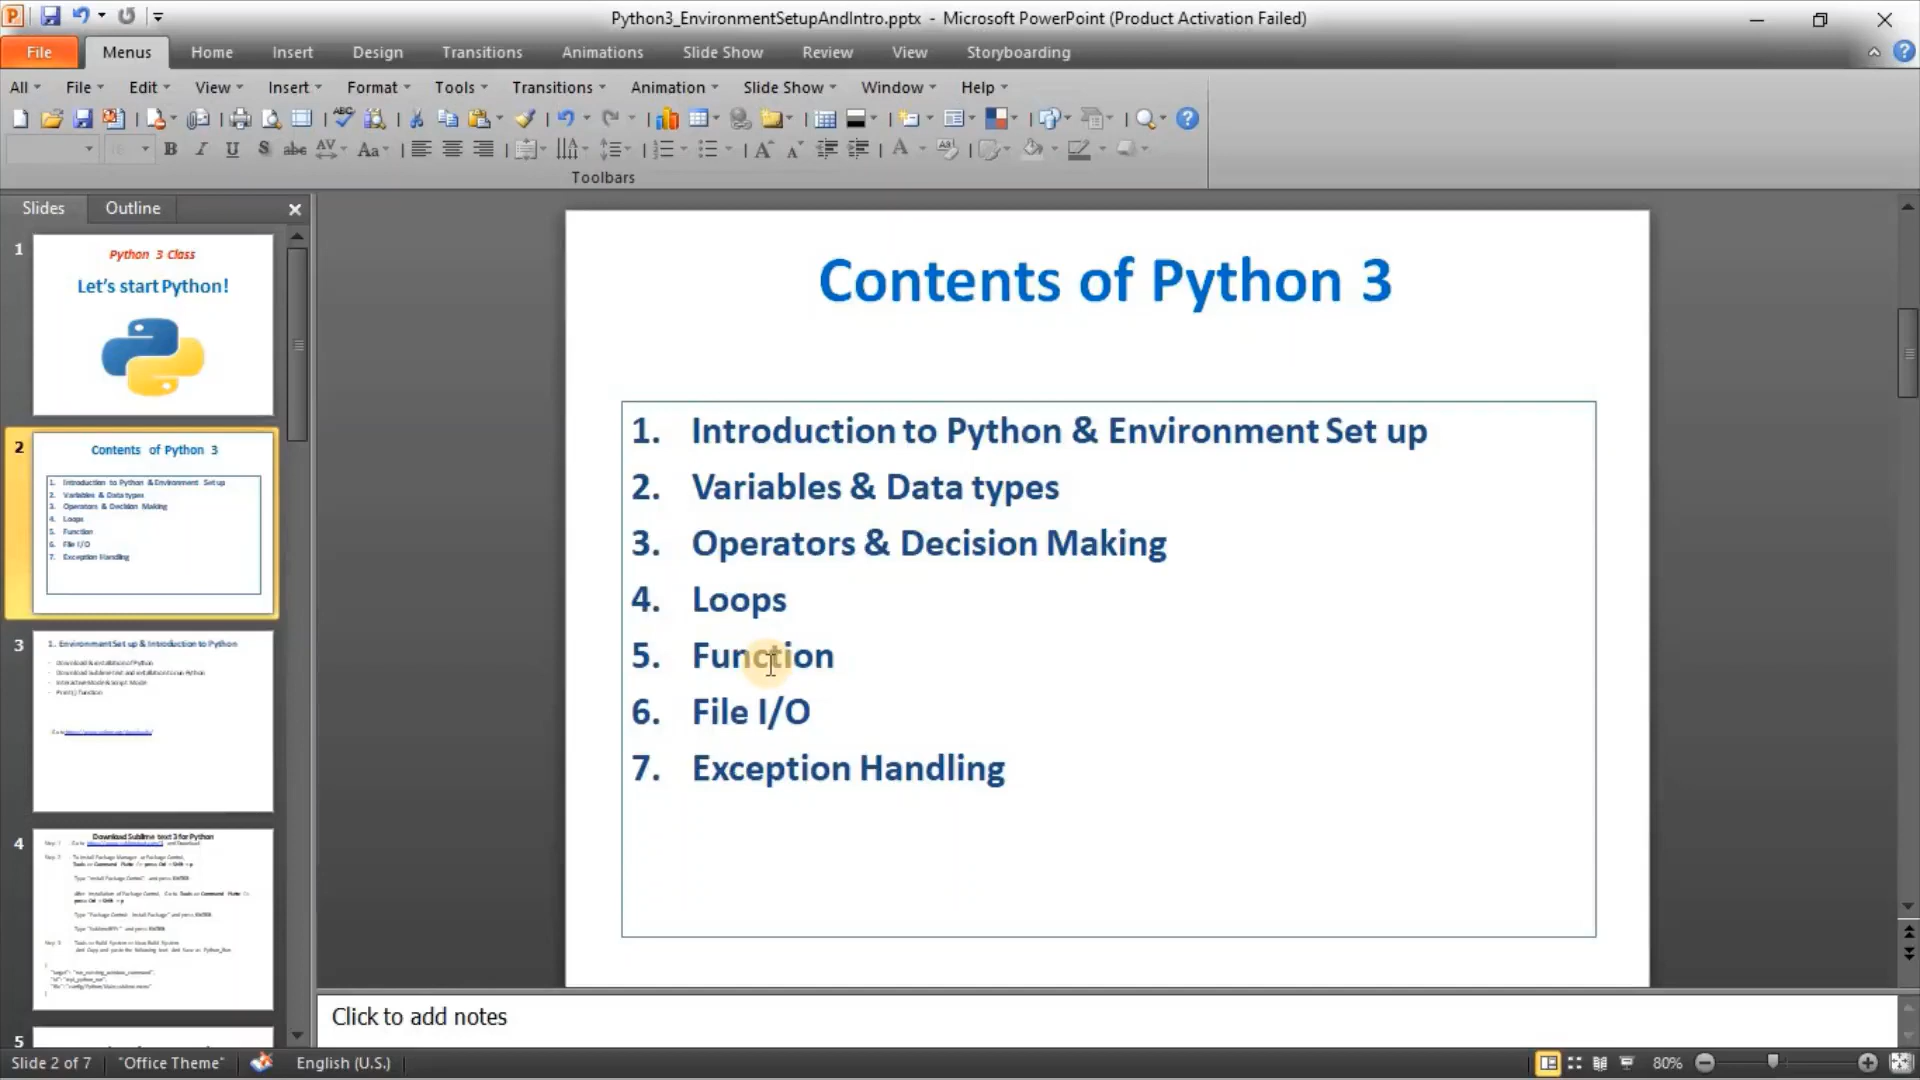 Python3_EnvironmentSetupAndIntro.pptx - Microsoft PowerPoint (Product Activation Failed)
File Menus Home Insert Design Transitions Animations Slide Show Review View Storyboarding
All File Edit View Insert Format Tools Transitions Animation Slide Show Window Help
Toolbars
Slides Outline
1
Python 3 Class
Let's start Python!
2
Contents of Python 3
1. Introduction to Python & Environment Set up
2. Variables & Data types
3. Operators & Decision Making
4. Loops
5. Function
6. File I/O
7. Exception Handling
3
1. Environment Set up & Introduction to Python
4
Download Sublime text 3 for Python
5
Contents of Python 3
1. Introduction to Python & Environment Set up
2. Variables & Data types
3. Operators & Decision Making
4. Loops
5. Function
6. File I/O
7. Exception Handling
Click to add notes
Slide 2 of 7 "Office Theme" English (U.S.) 80%